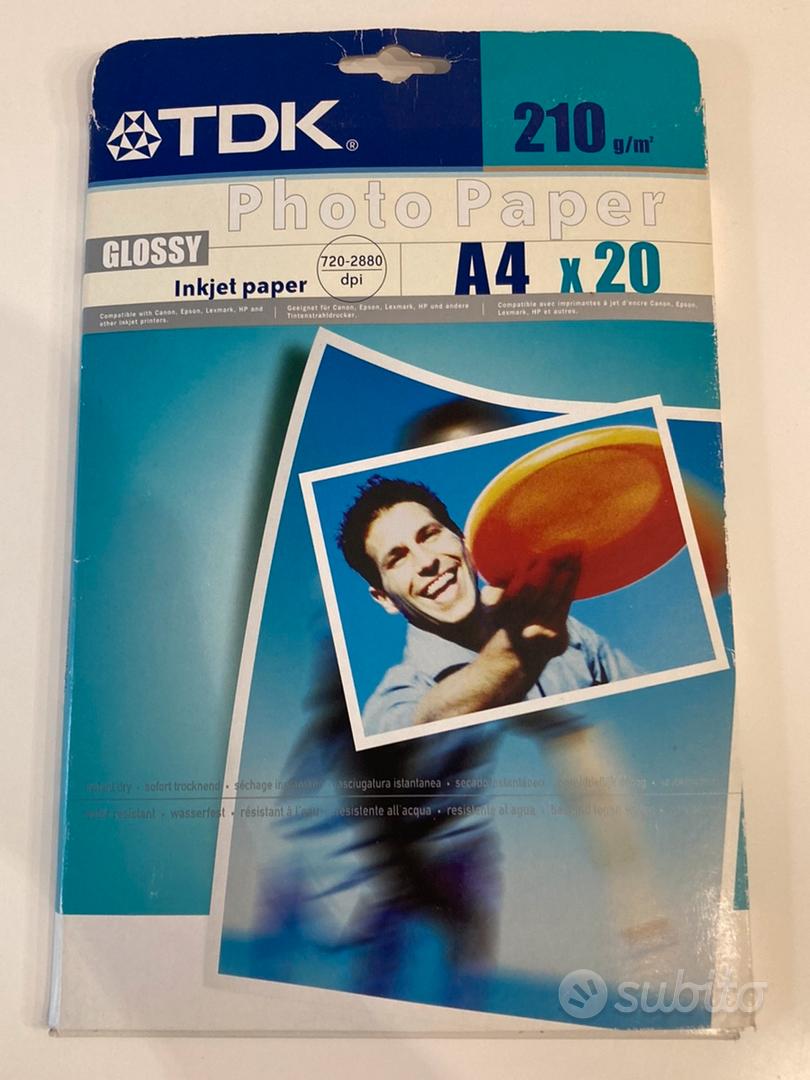 TDK®
210 g/m²
Photo Paper
GLOSSY
Inkjet paper
720-2880
dpi
A4 x 20
Compatible with Canon, Epson, Lexmark, HP and
other inkjet printers.
Geeignet für Canon, Epson, Lexmark, HP und andere
Tintenstrahldrucker.
Compatible avec imprimantes à jet d'encre Canon, Epson,
Lexmark, HP et autres.
dry • sofort trocknend • séchage • asciugatura istantanea • secado instantáneo
resistant • wasserfest • résistant à l'eau • resistente all'acqua • resistente al agua
subito